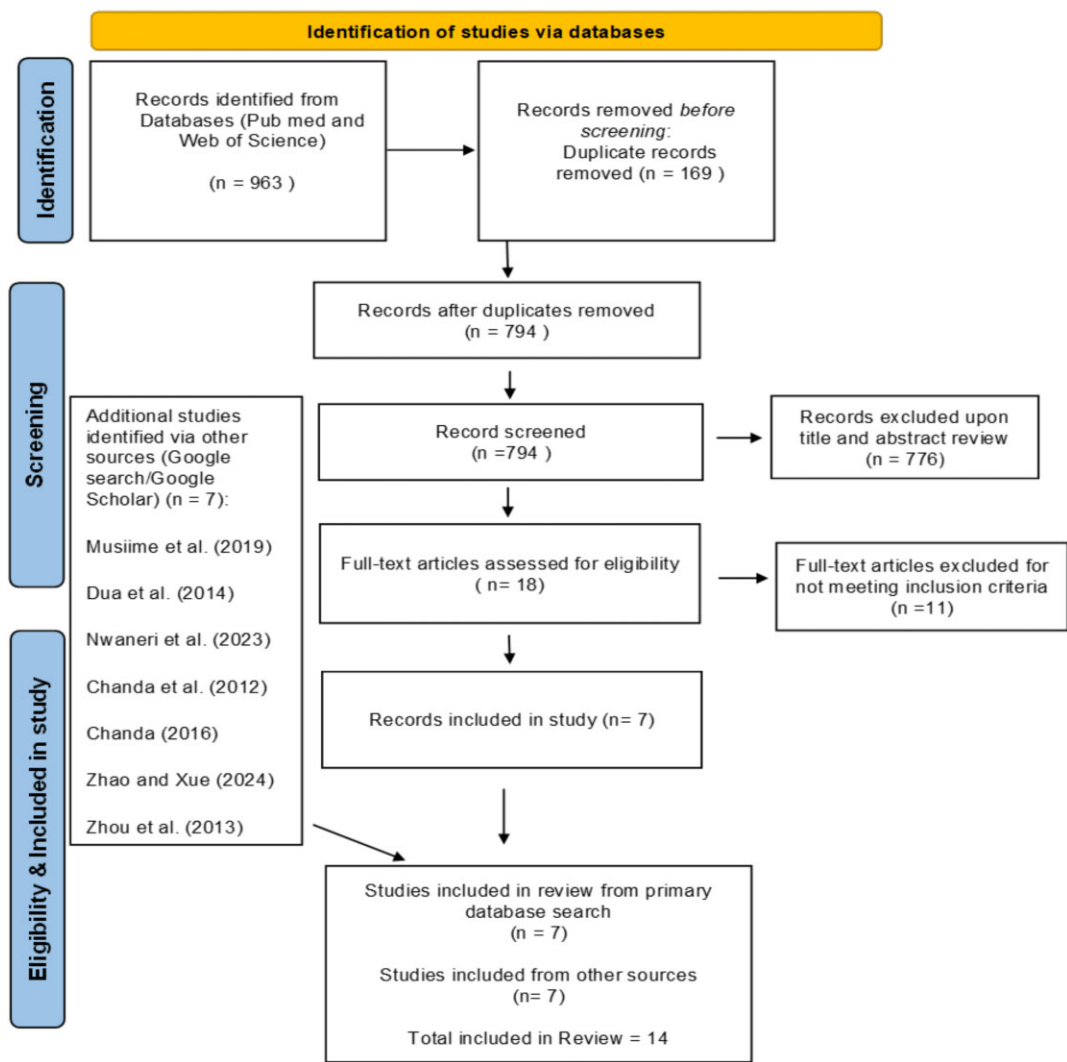 Identification of studies via databases
Identification
Records identified from
Databases (Pub med and
Web of Science)
(n = 963 )
Records removed before
screening:
Duplicate records
removed (n = 169 )
Screening
Records after duplicates removed
(n = 794 )
Record screened
(n =794 )
Records excluded upon
title and abstract review
(n = 776)
Additional studies
identified via other
sources (Google
search/Google
Scholar) (n = 7):
Musiime et al. (2019)
Dua et al. (2014)
Nwaneri et al. (2023)
Chanda et al. (2012)
Chanda (2016)
Zhao and Xue (2024)
Zhou et al. (2013)
Full-text articles assessed for eligibility
( n= 18)
Full-text articles excluded for
not meeting inclusion criteria
(n =11)
Eligibility & Included in study
Records included in study (n= 7)
Studies included in review from primary
database search
(n = 7)
Studies included from other sources
(n= 7)
Total included in Review = 14